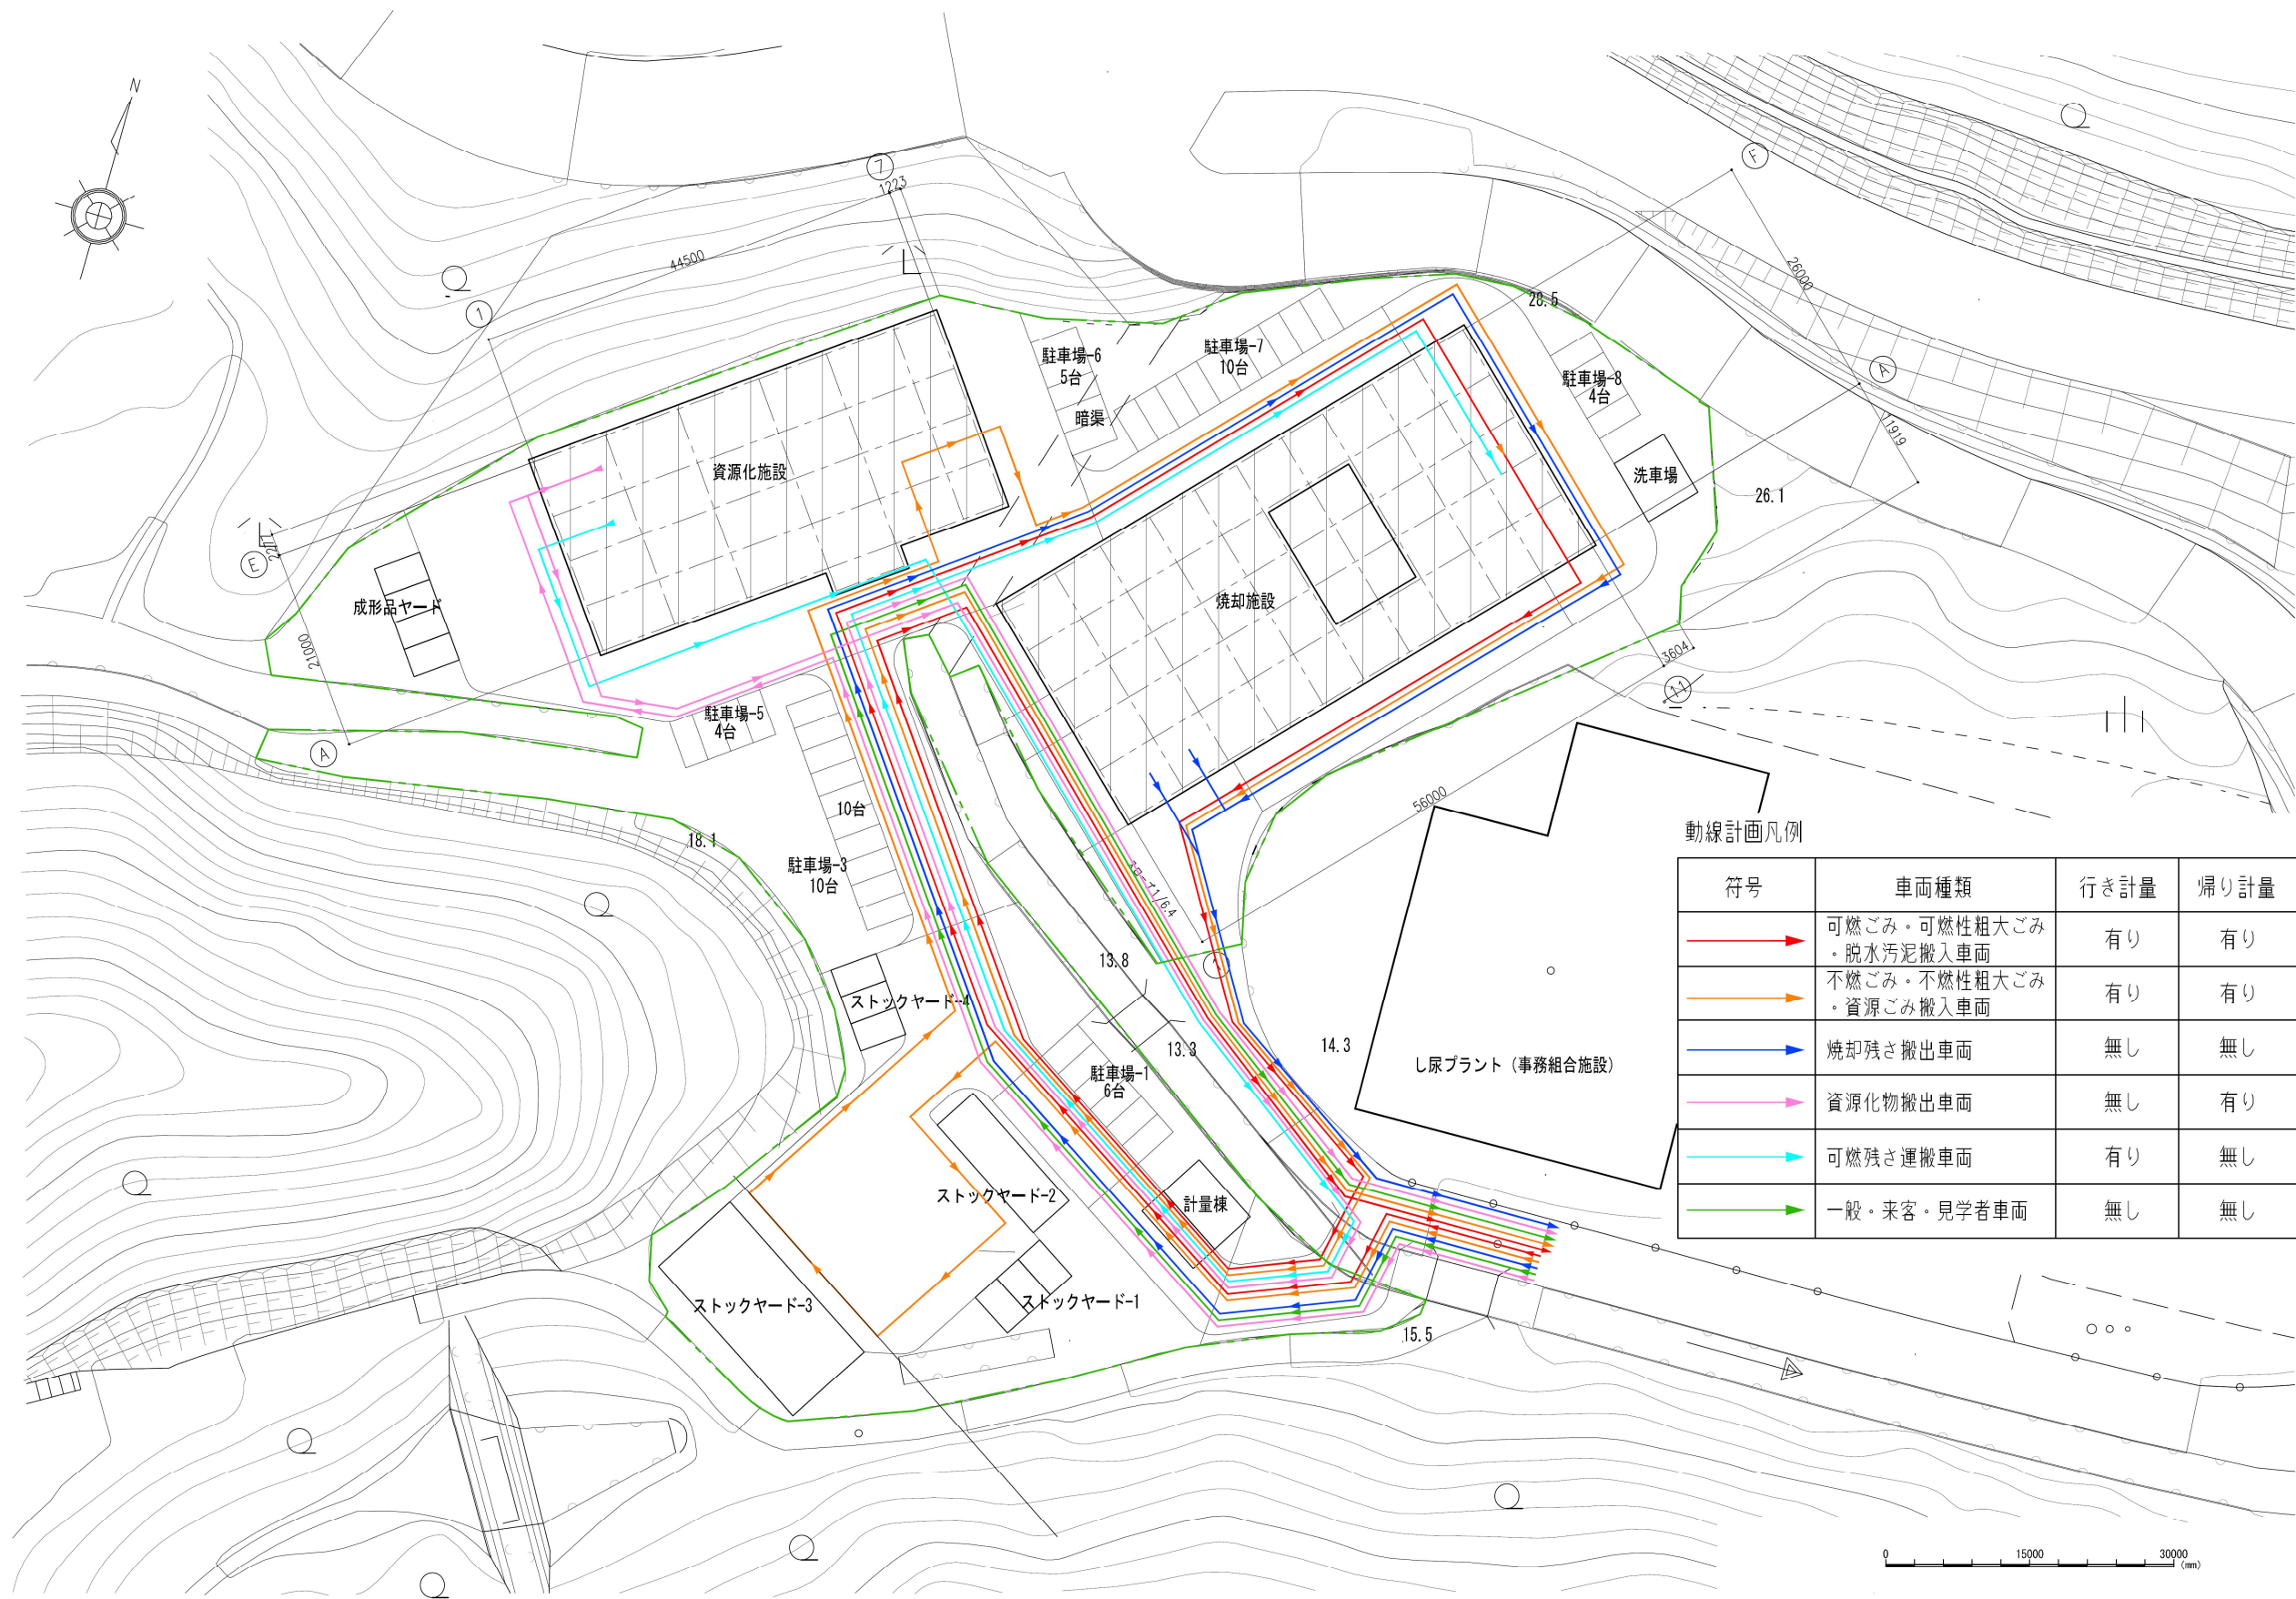 N
F
7
1223
44500
26000
28.5
1
駐車場-6
5台
駐車場-7
10台
駐車場-8
4台
A
1919
暗渠
資源化施設
洗車場
26.1
E
2217
成形品ヤード
焼却施設
21000
3604
11
駐車場-5
4台
A
10台
56000
18.1
駐車場-3
10台
スロープ1/6.4
13.8
ストックヤード-4
13.3
14.3
駐車場-1
6台
し尿プラント（事務組合施設）
ストックヤード-2
計量棟
ストックヤード-3
ストックヤード-1
15.5
動線計画凡例
符号 車両種類 行き計量 帰り計量
可燃ごみ・可燃性粗大ごみ
・脱水汚泥搬入車両 有り 有り
不燃ごみ・不燃性粗大ごみ
・資源ごみ搬入車両 有り 有り
焼却残さ搬出車両 無し 無し
資源化物搬出車両 無し 有り
可燃残さ運搬車両 有り 無し
一般・来客・見学者車両 無し 無し
0 15000 30000
(mm)